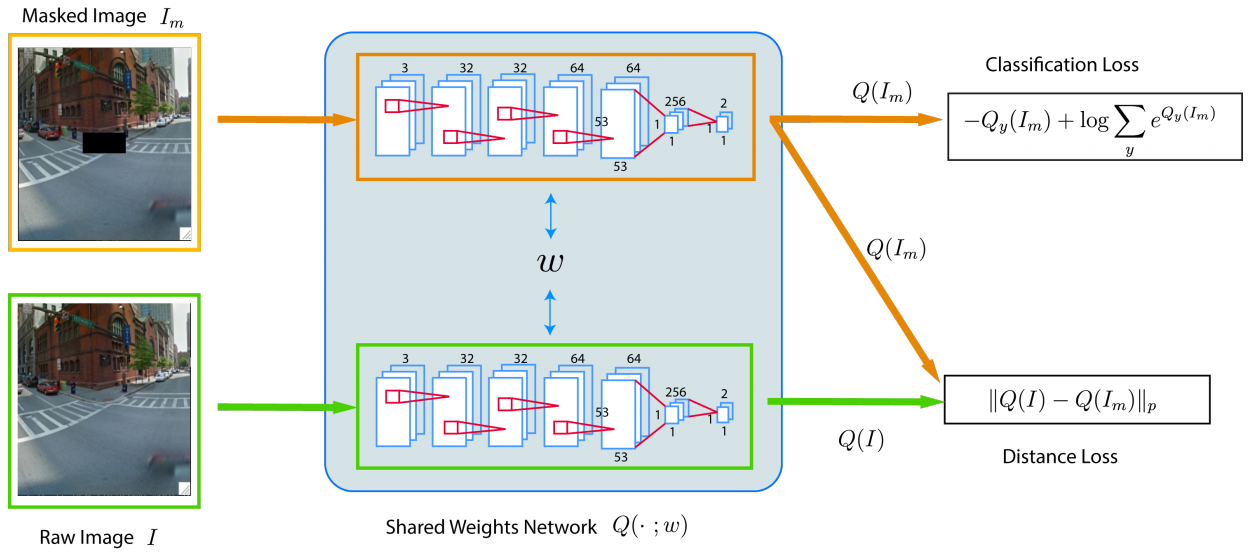 Masked Image I_m
Classification Loss
3 32 32 64 64
256 2
53 1 1
53 1 1
Q(I_m)
-Q_y(I_m) + log ∑_y e^{Q_y(I_m)}
w
Q(I_m)
3 32 32 64 64
256 2
53 1 1
53 1 1
‖Q(I) − Q(I_m)‖_p
Q(I)
Distance Loss
Raw Image I
Shared Weights Network Q(· ; w)